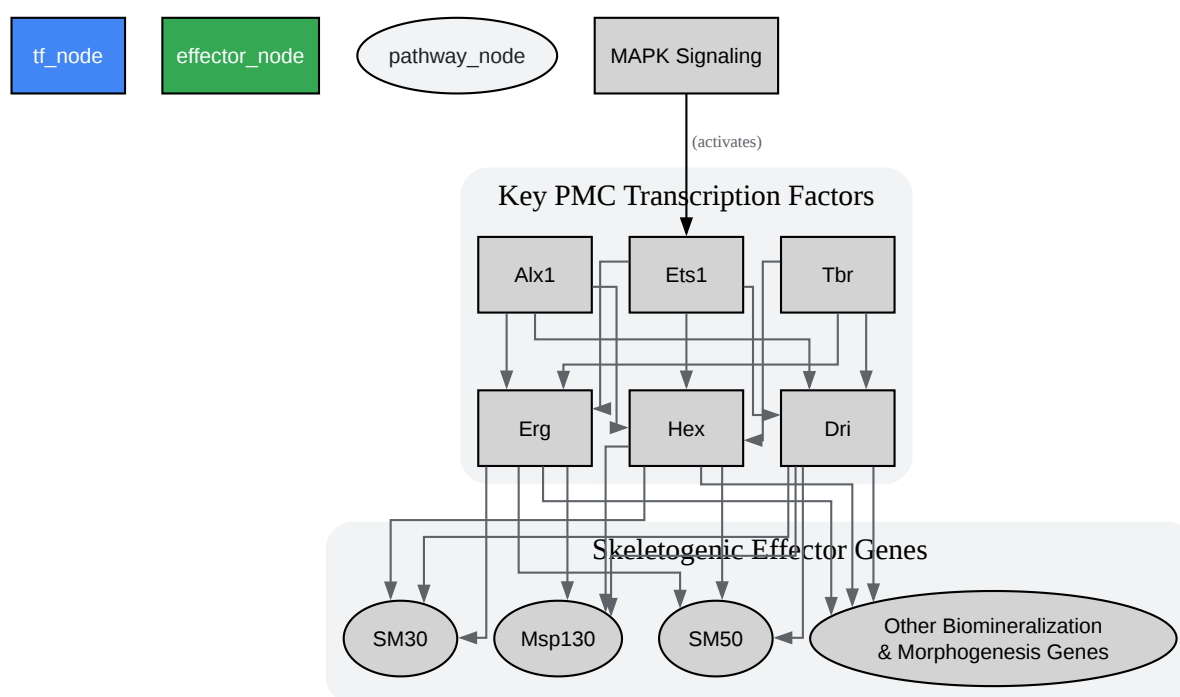 tf_node
effector_node
pathway_node
MAPK Signaling
(activates)
Key PMC Transcription Factors
Alx1
Ets1
Tbr
Erg
Hex
Dri
Skeletogenic Effector Genes
SM30
Msp130
SM50
Other Biomineralization
& Morphogenesis Genes